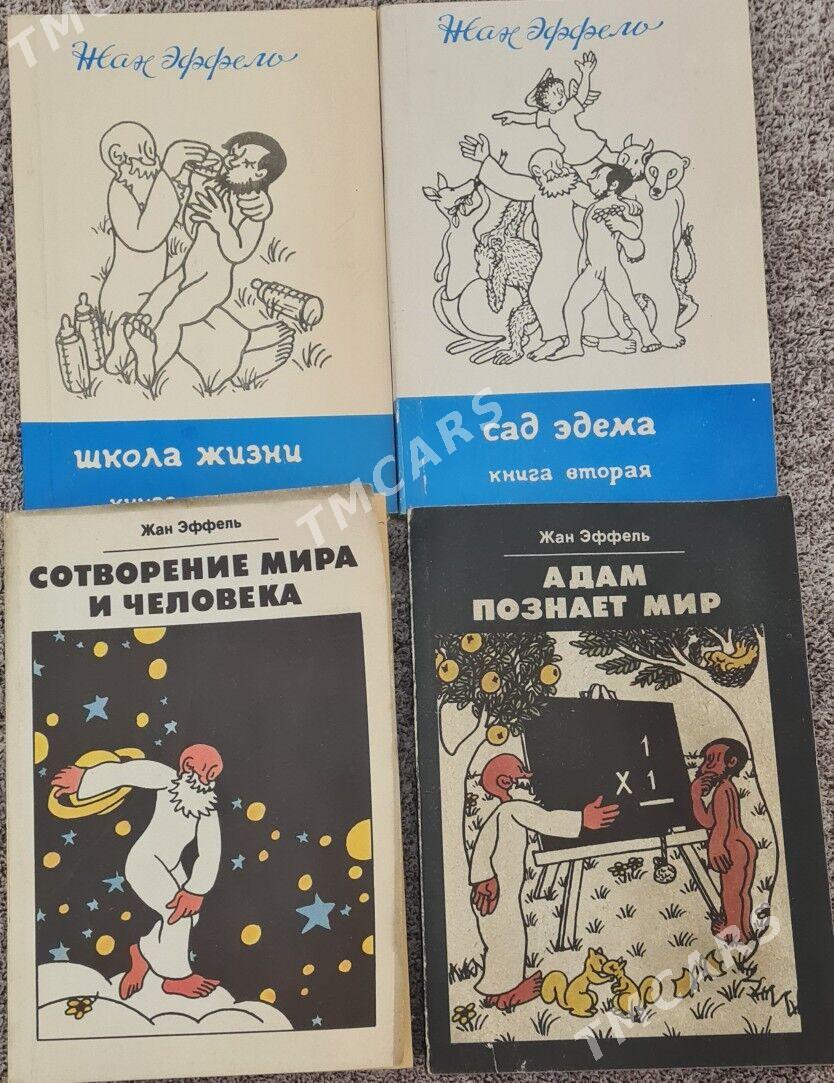 Жан Эффель
школа жизни
книга
Жан Эффель
сад эдема
книга вторая
Жан Эффель
СОТВОРЕНИЕ МИРА
И ЧЕЛОВЕКА
Жан Эффель
АДАМ
ПОЗНАЕТ МИР
1
X 1
TMCARS
TMCARS
TMCARS
TMCARS